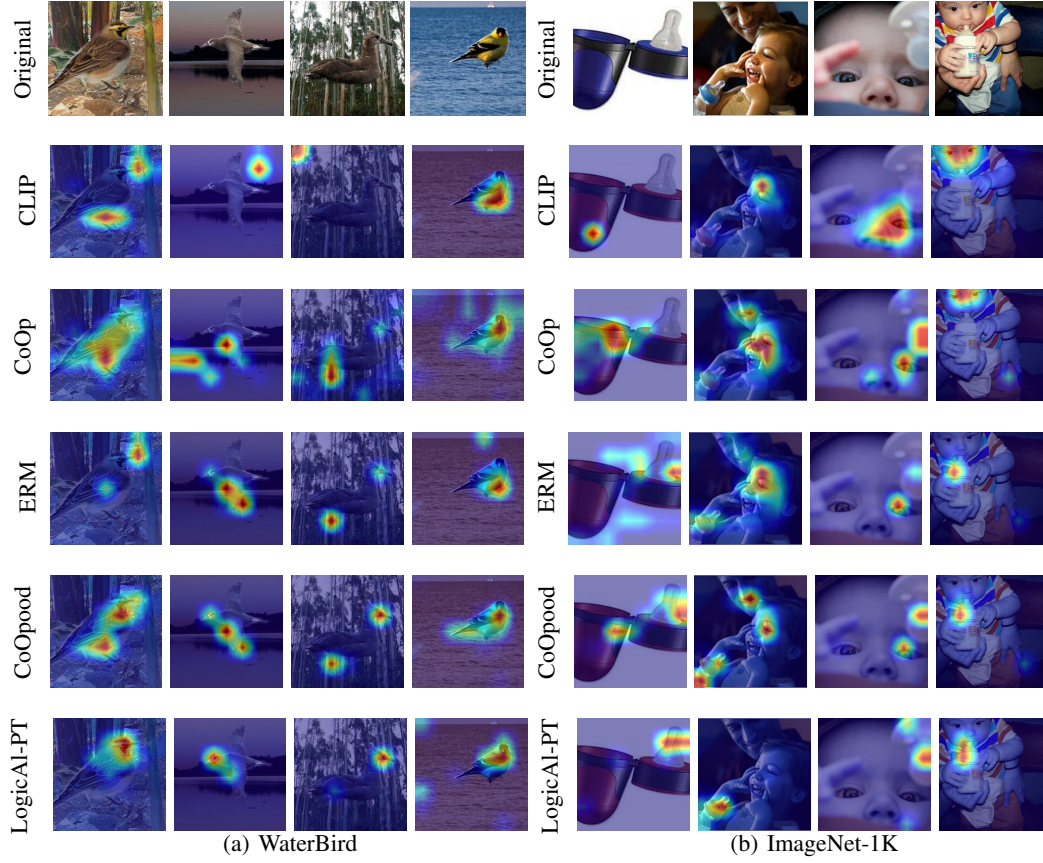 Original
Original
CLIP
CLIP
CoOp
CoOp
ERM
ERM
CoOpood
CoOpood
LogicAl-PT
LogicAl-PT
(a) WaterBird
(b) ImageNet-1K